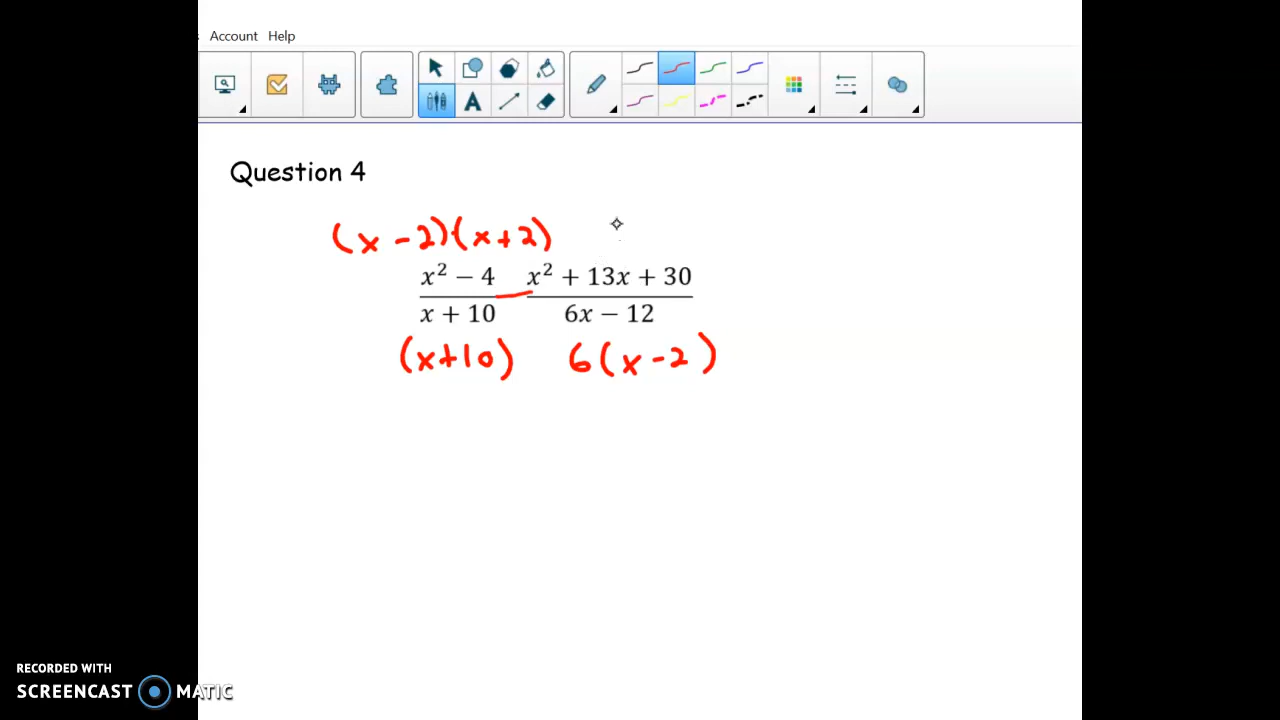 Account Help
Question 4
(x - 2)(x + 2)
x² − 4 x² + 13x + 30
x + 10 6x − 12
(x+10) 6(x-2)
RECORDED WITH
SCREENCAST MATIC